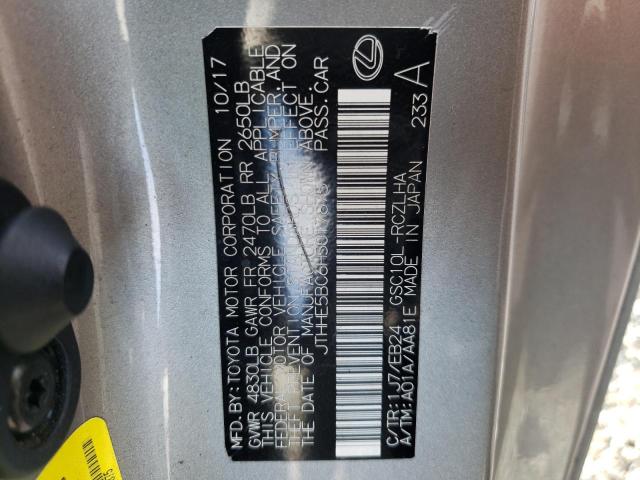 MFD.BY:TOYOTA MOTOR CORPORATION 10/17
GVWR 4830LB GAWR FR 2470LB RR 2650LB
THIS VEHICLE CONFORMS TO ALL APPLICABLE
FEDERAL MOTOR VEHICLE SAFETY, BUMPER, AND
THEFT PREVENTION IN EFFECT ON
THE DATE OF MANUFACTURE SHOWN ABOVE.
PASS.CAR
C/TR:1J7/EB24 GSC10L-RCZLHA
A/TM:A01A/AA81E MADE IN JAPAN 233 A